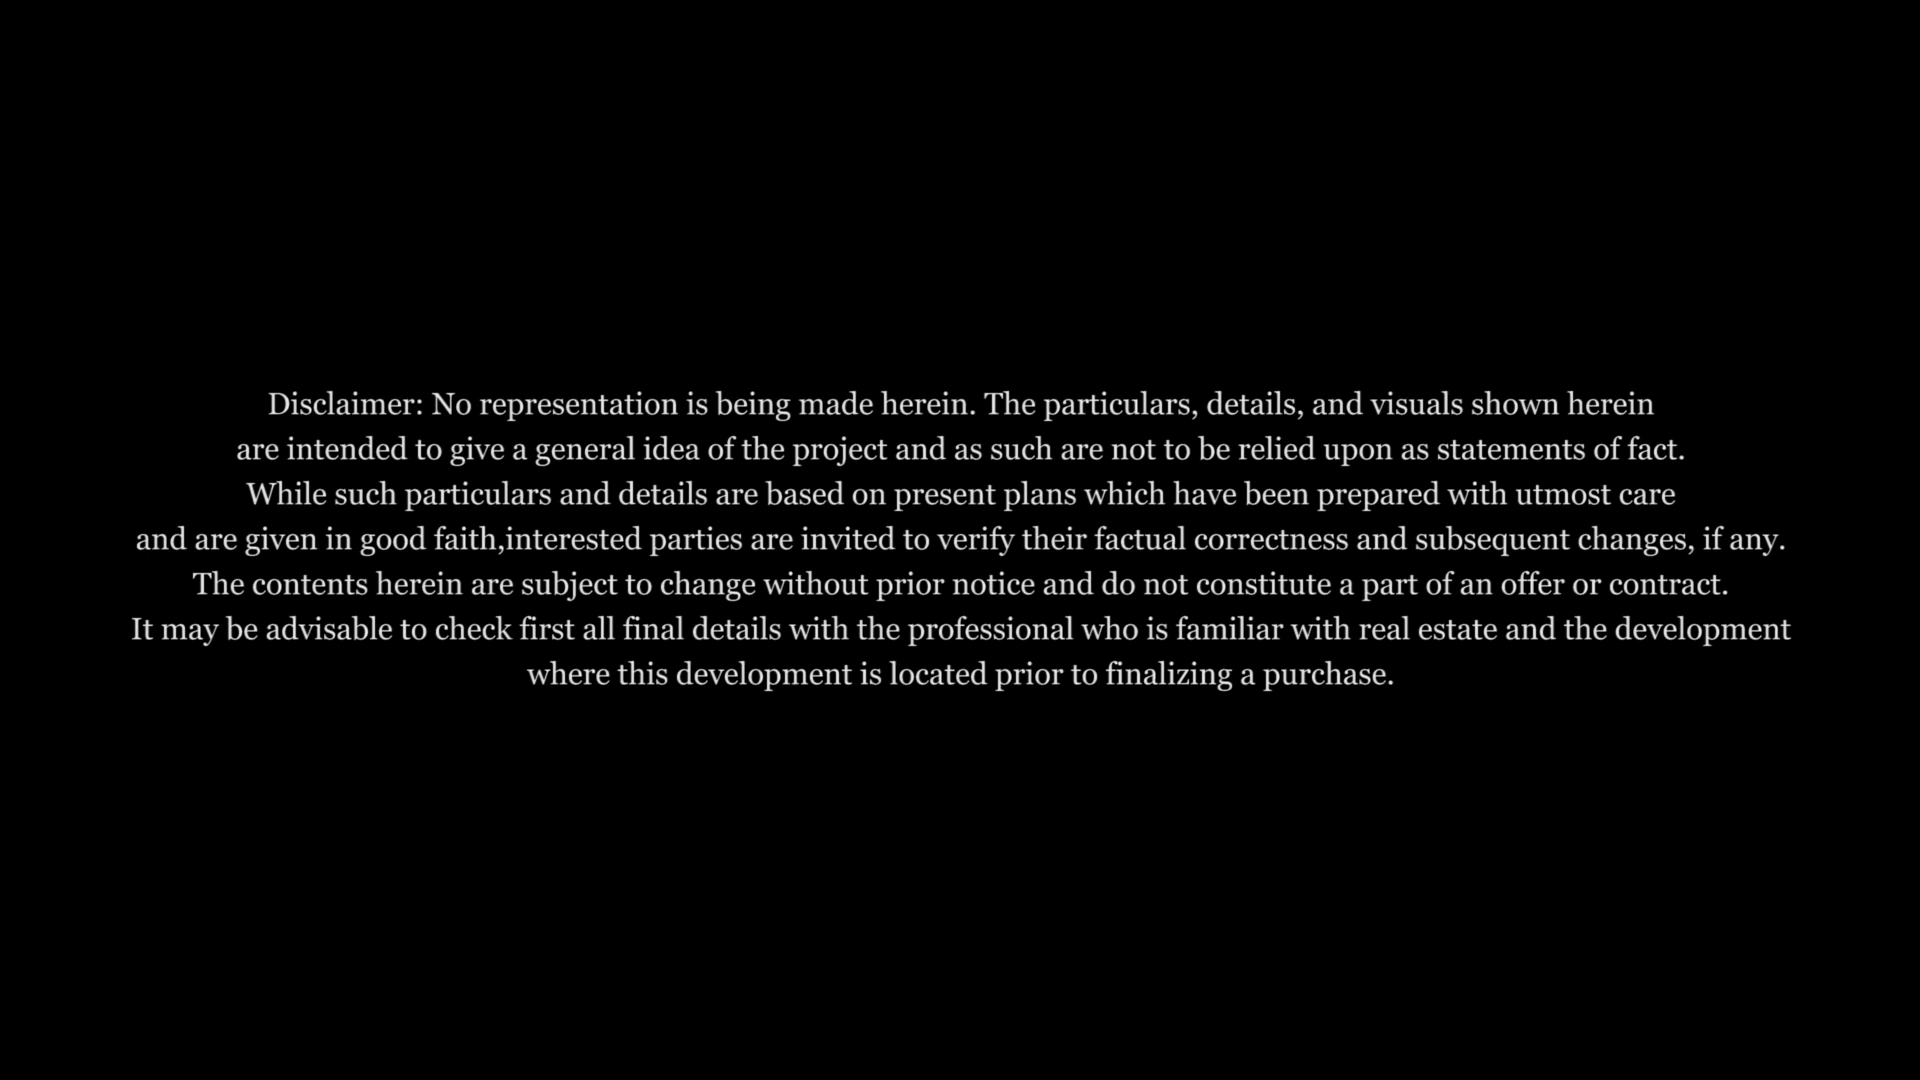 Disclaimer: No representation is being made herein. The particulars, details, and visuals shown herein
are intended to give a general idea of the project and as such are not to be relied upon as statements of fact.
While such particulars and details are based on present plans which have been prepared with utmost care
and are given in good faith,interested parties are invited to verify their factual correctness and subsequent changes, if any.
The contents herein are subject to change without prior notice and do not constitute a part of an offer or contract.
It may be advisable to check first all final details with the professional who is familiar with real estate and the development
where this development is located prior to finalizing a purchase.